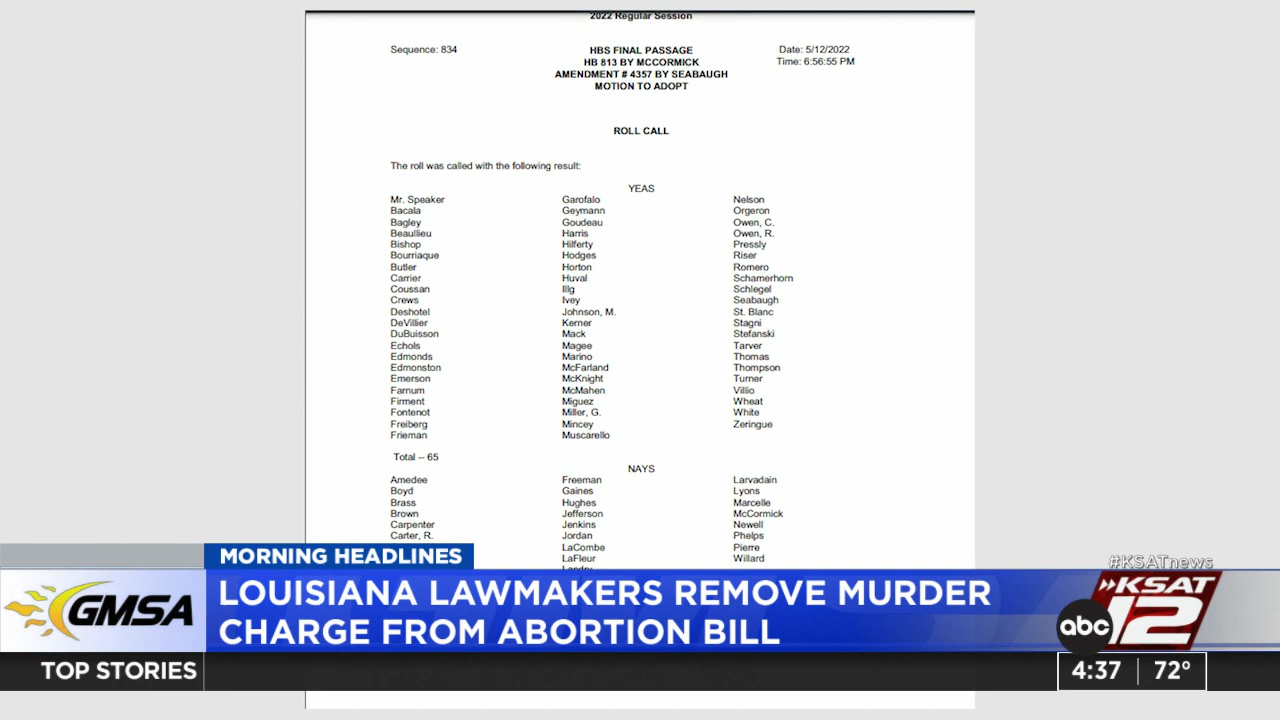 2022 Regular Session
Sequence: 834
HBS FINAL PASSAGE
HB 813 BY MCCORMICK
AMENDMENT # 4357 BY SEABAUGH
MOTION TO ADOPT
Date: 5/12/2022
Time: 6:56:55 PM
ROLL CALL
The roll was called with the following result:
YEAS
Mr. Speaker Garofalo Nelson
Bacala Geymann Orgeron
Bagley Goudeau Owen, C.
Beaullieu Harris Owen, R.
Bishop Hilferty Pressly
Bourriaque Hodges Riser
Butler Horton Romero
Carrier Huval Schamerhorn
Coussan Illg Schlegel
Crews Ivey Seabaugh
Deshotel Johnson, M. St. Blanc
DeVillier Kerner Stagni
DuBuisson Mack Stefanski
Echols Magee Tarver
Edmonds Marino Thomas
Edmonston McFarland Thompson
Emerson McKnight Turner
Farnum McMahen Villio
Firment Miguez Wheat
Fontenot Miller, G. White
Freiberg Mincey Zeringue
Frieman Muscarello
Total -- 65
NAYS
Amedee Freeman Larvadain
Boyd Gaines Lyons
Brass Hughes Marcelle
Brown Jefferson McCormick
Carpenter Jenkins Newell
Carter, R. Jordan Phelps
LaCombe Pierre
LaFleur Willard
MORNING HEADLINES
#KSATnews
GMSA
LOUISIANA LAWMAKERS REMOVE MURDER
CHARGE FROM ABORTION BILL
KSAT
abc 12
TOP STORIES
4:37 72°